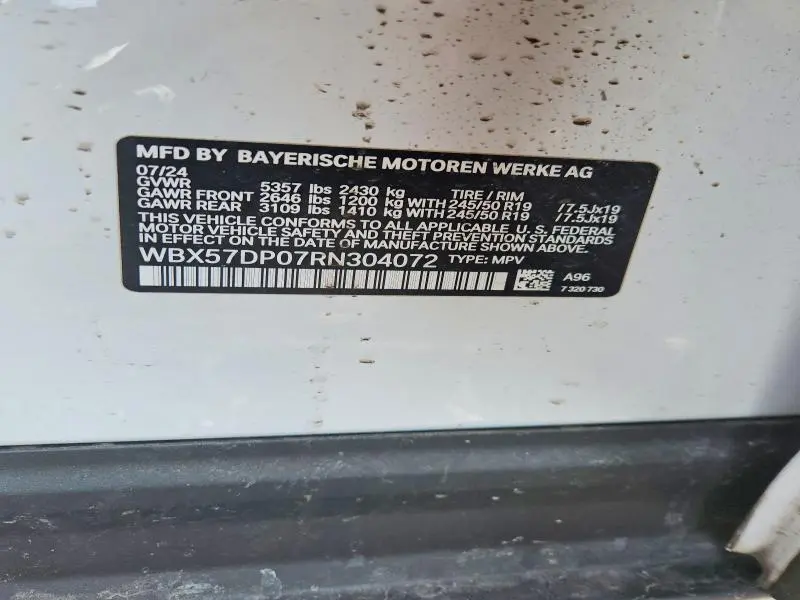 MFD BY BAYERISCHE MOTOREN WERKE AG
07/24
GVWR 5357 lbs 2430 kg TIRE / RIM
GAWR FRONT 2646 lbs 1200 kg WITH 245/50 R19 /7.5Jx19
GAWR REAR 3109 lbs 1410 kg WITH 245/50 R19 /7.5Jx19
THIS VEHICLE CONFORMS TO ALL APPLICABLE U.S. FEDERAL
MOTOR VEHICLE SAFETY AND THEFT PREVENTION STANDARDS
IN EFFECT ON THE DATE OF MANUFACTURE SHOWN ABOVE.
WBX57DP07RN304072 TYPE: MPV
A96
7 320 730